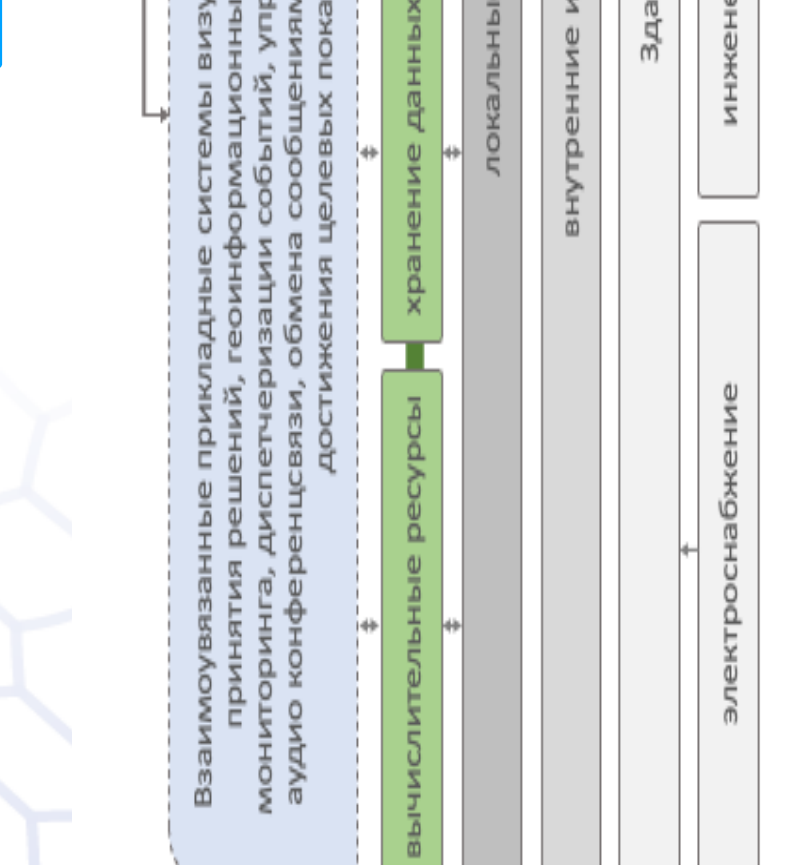 Взаимоувязанные прикладные системы визу
принятия решений, геоинформационны
мониторинга, диспетчеризации событий, упр
аудио конференцсвязи, обмена сообщениям
достижения целевых пока
вычислительные ресурсы
хранение данных
локальны
внутренние и
Зда
электроснабжение
инжене